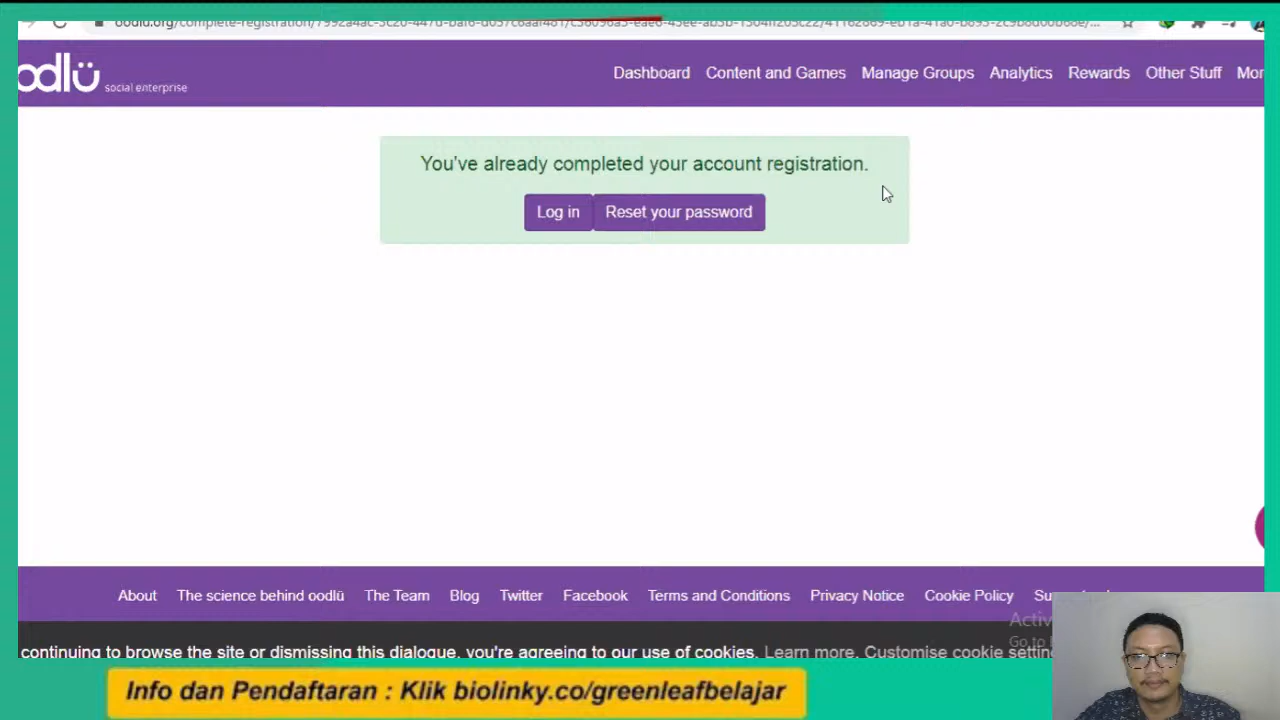 oodlü social enterprise
Dashboard Content and Games Manage Groups Analytics Rewards Other Stuff
You've already completed your account registration.
Log in Reset your password
About The science behind oodlü The Team Blog Twitter Facebook Terms and Conditions Privacy Notice Cookie Policy
continuing to browse the site or dismissing this dialogue, you're agreeing to our use of cookies. Learn more. Customise cookie
Info dan Pendaftaran : Klik biolinky.co/greenleafbelajar